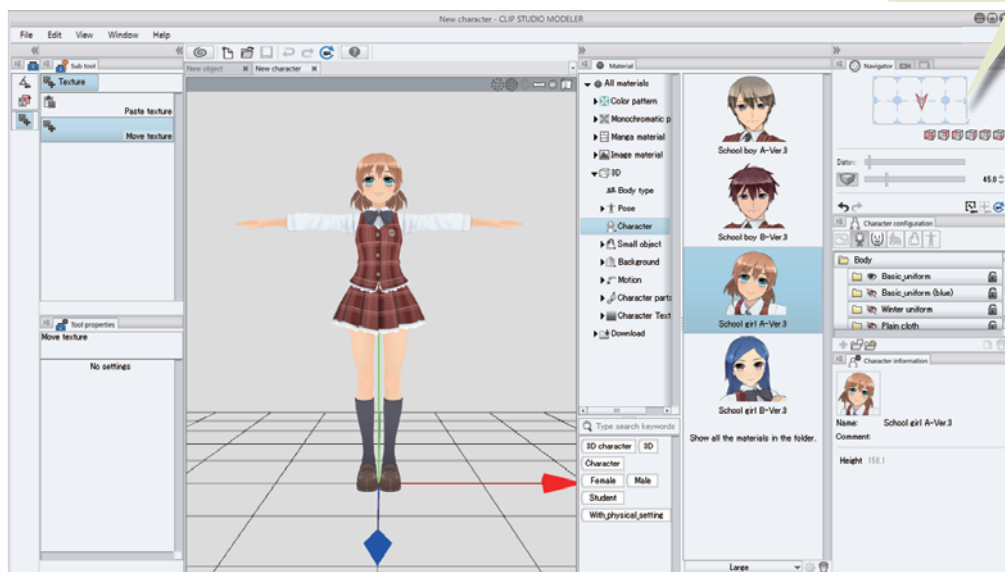 New character - CLIP STUDIO MODELER
File Edit View Window Help
Sub tool
Texture
Paste texture
Move texture
Tool properties
Move texture
No settings
New object
New character
Material
All materials
Color pattern
Monochromatic p
Manga material
Image material
3D
Body type
Pose
Character
Small object
Background
Motion
Character parts
Character Text
Download
Type search keywords
3D character 3D
Character
Female Male
Student
With_physical_setting
School boy A-Ver.3
School boy B-Ver.3
School girl A-Ver.3
School girl B-Ver.3
Show all the materials in the folder.
Large
Navigator
45.0
Character configuration
Body
Basic_uniform
Basic_uniform (blue)
Winter uniform
Plain cloth
Character information
Name: School girl A-Ver.3
Comment:
Height 158.1